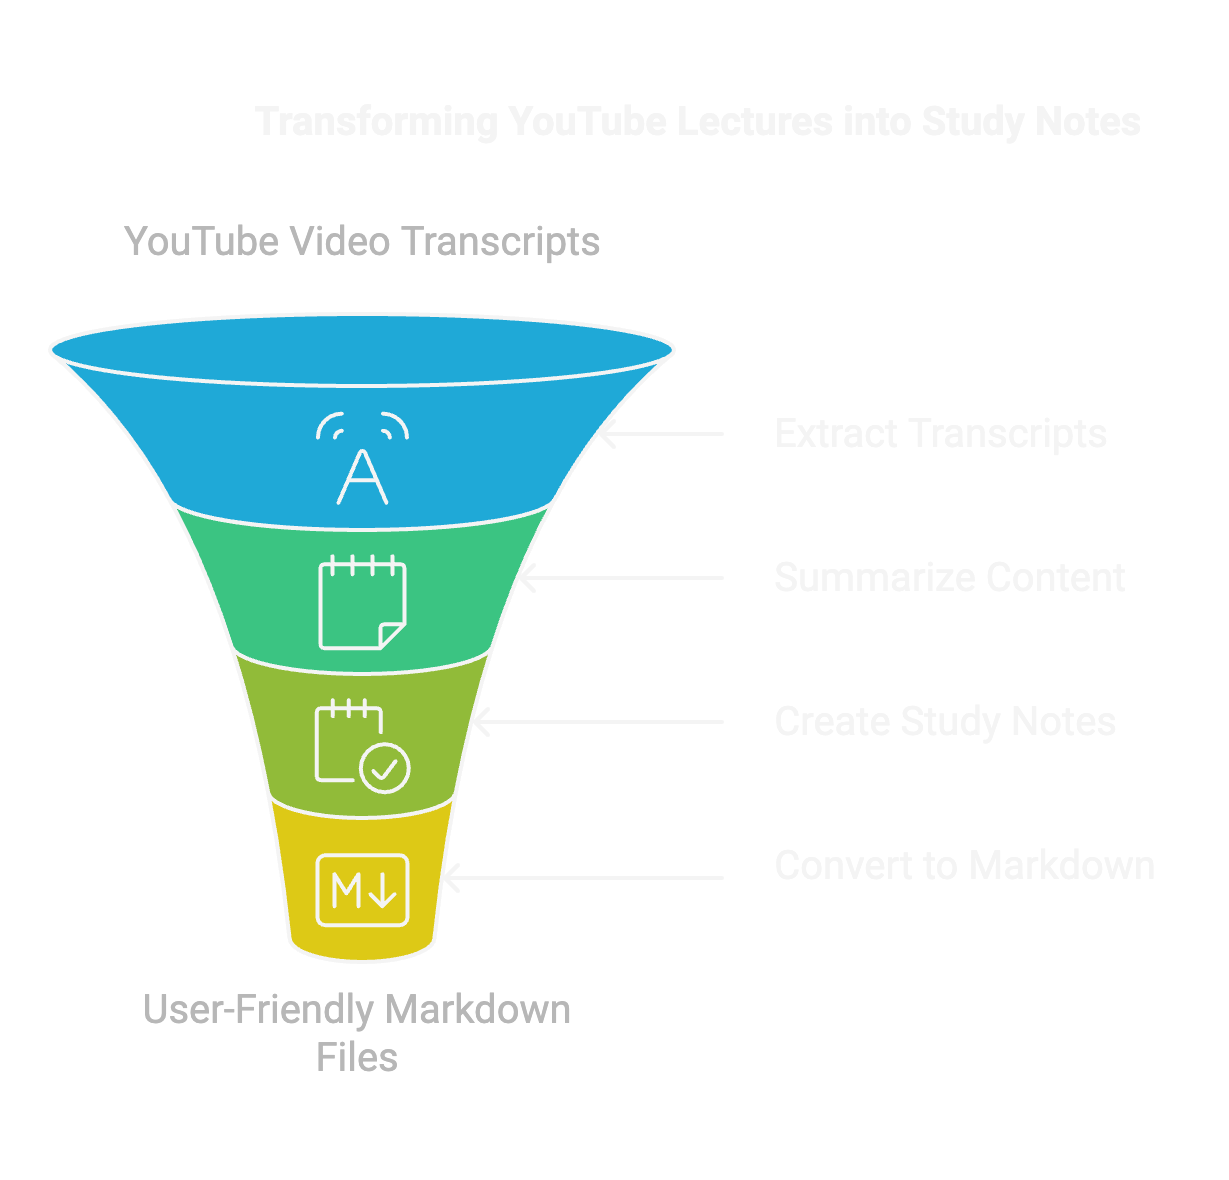 Transforming YouTube Lectures into Study Notes
YouTube Video Transcripts
Extract Transcripts
Summarize Content
Create Study Notes
M
Convert to Markdown
User-Friendly Markdown
Files